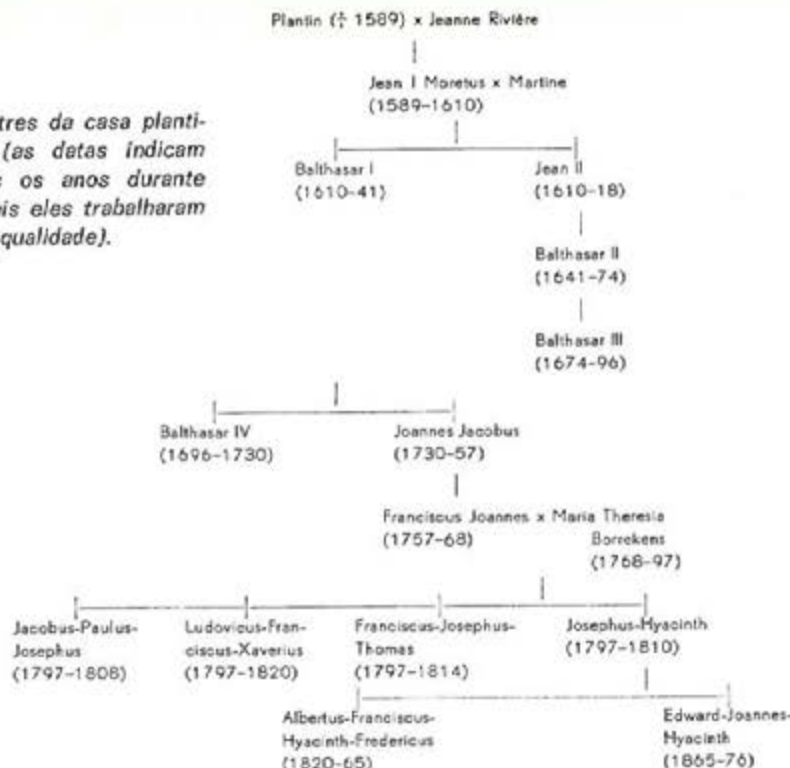 Plantin († 1589) x Jeanne Rivière
Jean I Moretus x Martine
(1589-1610)
tres da casa planti-
(as datas indicam
s os anos durante
ais eles trabalharam
qualidade).
Balthasar I
(1610-41)
Jean II
(1610-18)
Balthasar II
(1641-74)
Balthasar III
(1674-96)
Balthasar IV
(1696-1730)
Joannes Jacobus
(1730-57)
Franciscus Joannes x Maria Theresia
(1757-68)
Borrekens
(1768-97)
Jacobus-Paulus-
Josephus
(1797-1808)
Ludovicus-Fran-
ciscus-Xaverius
(1797-1820)
Franciscus-Josephus-
Thomas
(1797-1814)
Josephus-Hyacinth
(1797-1810)
Albertus-Franciscus-
Hyacinth-Fredericus
(1820-65)
Edward-Joannes-
Hyacinth
(1865-76)